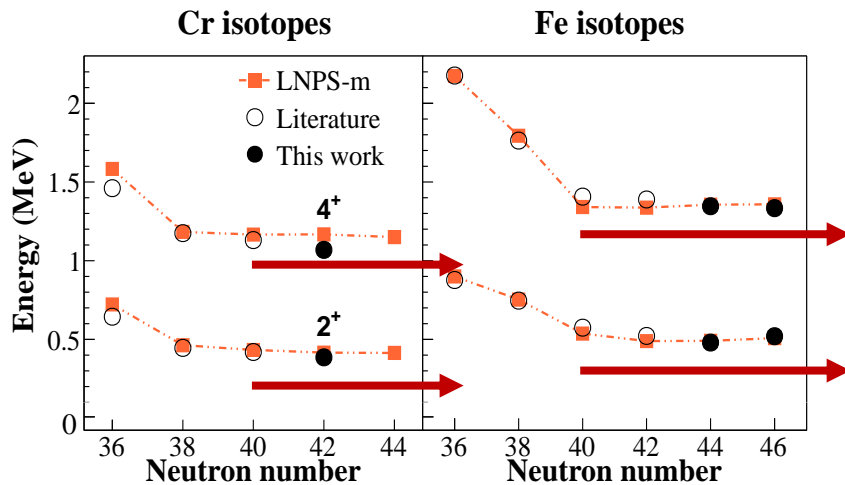 Cr isotopes
Fe isotopes
LNPS-m
Literature
This work
4+
2+
Energy (MeV)
2
1.5
1
0.5
0
36 38 40 42 44
36 38 40 42 44 46
Neutron number
Neutron number